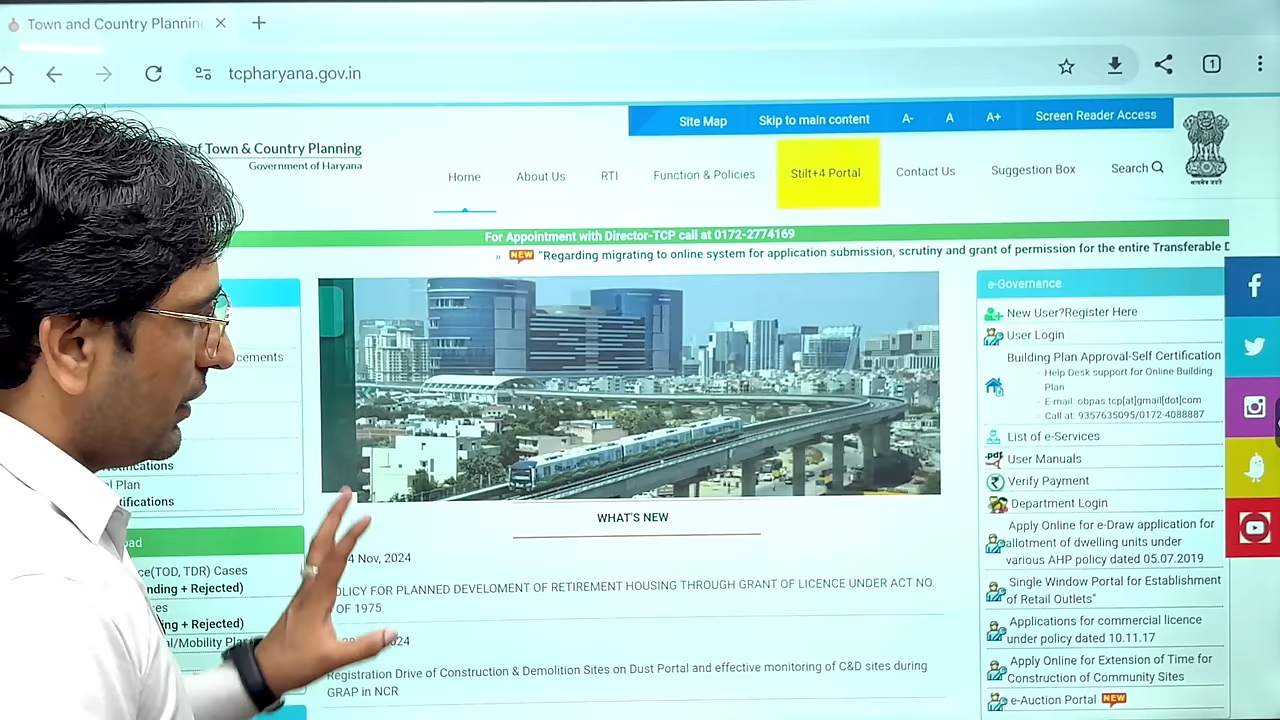 Town and Country Plannin
tcpharyana.gov.in
1
Site Map Skip to main content A- A A+ Screen Reader Access
of Town & Country Planning
Government of Haryana
Home About Us RTI Function & Policies Stilt+4 Portal Contact Us Suggestion Box Search
सत्यमेव जयते
For Appointment with Director-TCP call at 0172-2774169
» NEW "Regarding migrating to online system for application submission, scrutiny and grant of permission for the entire Transferable D
cements
l Plan
ifications
oad
ce(TOD, TDR) Cases
nding + Rejected)
es
ing + Rejected)
al/Mobility Pla
WHAT'S NEW
4 Nov, 2024
OLICY FOR PLANNED DEVELOMENT OF RETIREMENT HOUSING THROUGH GRANT OF LICENCE UNDER ACT NO.
OF 1975
24
Registration Drive of Construction & Demolition Sites on Dust Portal and effective monitoring of C&D sites during
GRAP in NCR
e-Governance
New User?Register Here
User Login
Building Plan Approval-Self Certification
Help Desk support for Online Building
Plan
E-mail: obpas.tcp[at]gmail[dot]com
Call at: 9357635095/0172-4088887
List of e-Services
.pdf User Manuals
Verify Payment
Department Login
Apply Online for e-Draw application for
allotment of dwelling units under
various AHP policy dated 05.07.2019
Single Window Portal for Establishment
of Retail Outlets"
Applications for commercial licence
under policy dated 10.11.17
Apply Online for Extension of Time for
Construction of Community Sites
e-Auction Portal NEW